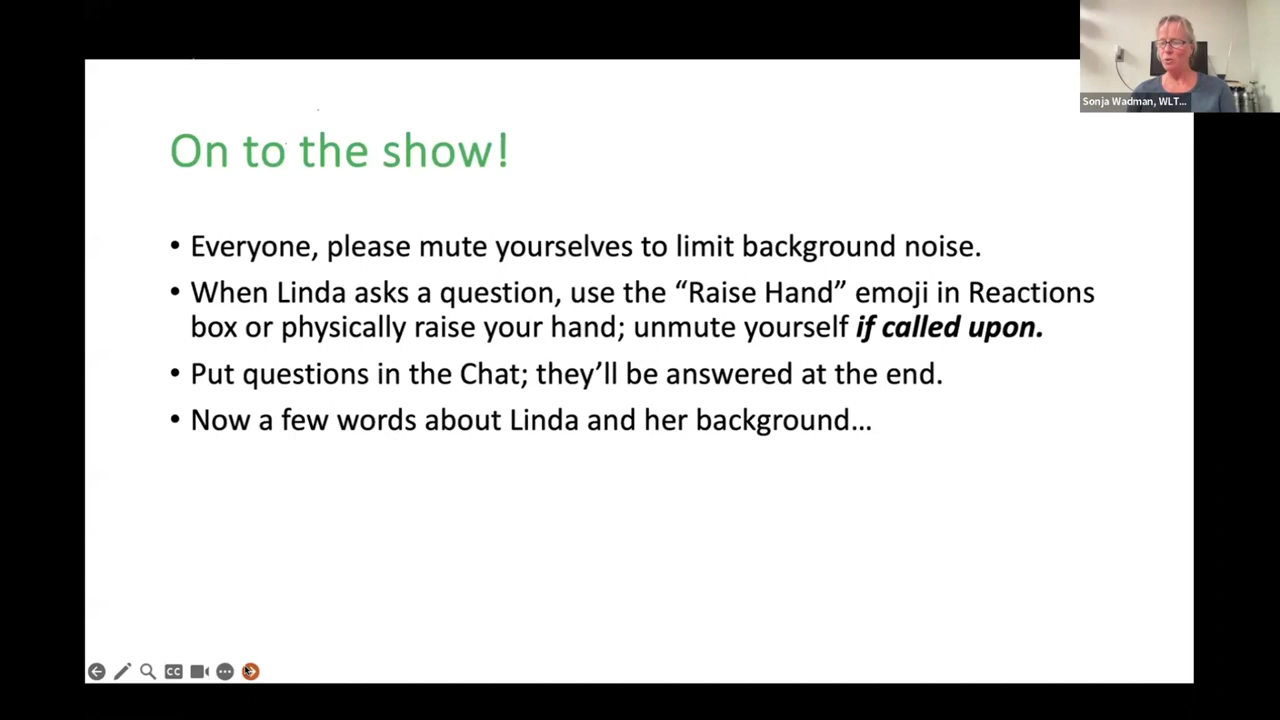 Sonja Wadman, WLT...
On to the show!
• Everyone, please mute yourselves to limit background noise.
• When Linda asks a question, use the “Raise Hand” emoji in Reactions
box or physically raise your hand; unmute yourself if called upon.
• Put questions in the Chat; they’ll be answered at the end.
• Now a few words about Linda and her background…
CC